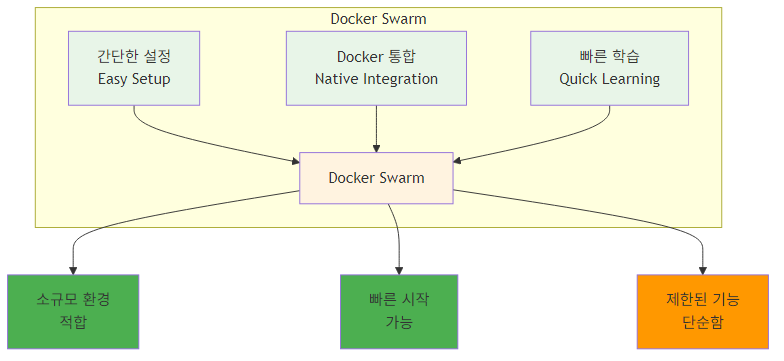 Docker Swarm
간단한 설정
Easy Setup
Docker 통합
Native Integration
빠른 학습
Quick Learning
Docker Swarm
소규모 환경
적합
빠른 시작
가능
제한된 기능
단순함